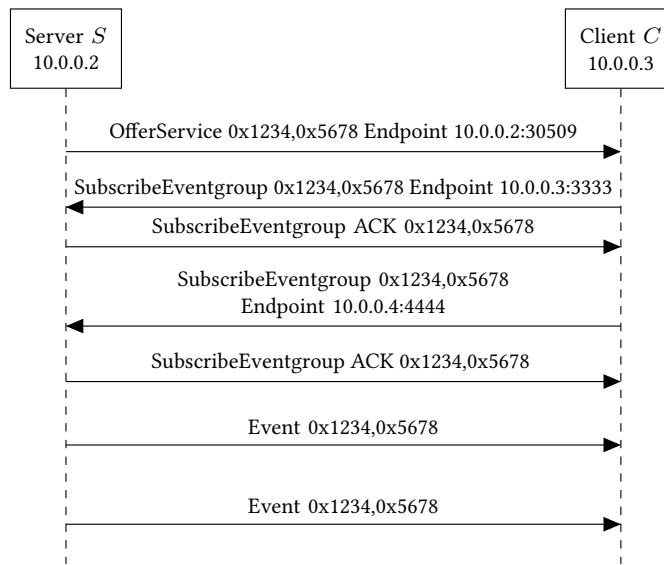 Server S
10.0.0.2
Client C
10.0.0.3
OfferService 0x1234,0x5678 Endpoint 10.0.0.2:30509
SubscribeEventgroup 0x1234,0x5678 Endpoint 10.0.0.3:3333
SubscribeEventgroup ACK 0x1234,0x5678
SubscribeEventgroup 0x1234,0x5678
Endpoint 10.0.0.4:4444
SubscribeEventgroup ACK 0x1234,0x5678
Event 0x1234,0x5678
Event 0x1234,0x5678